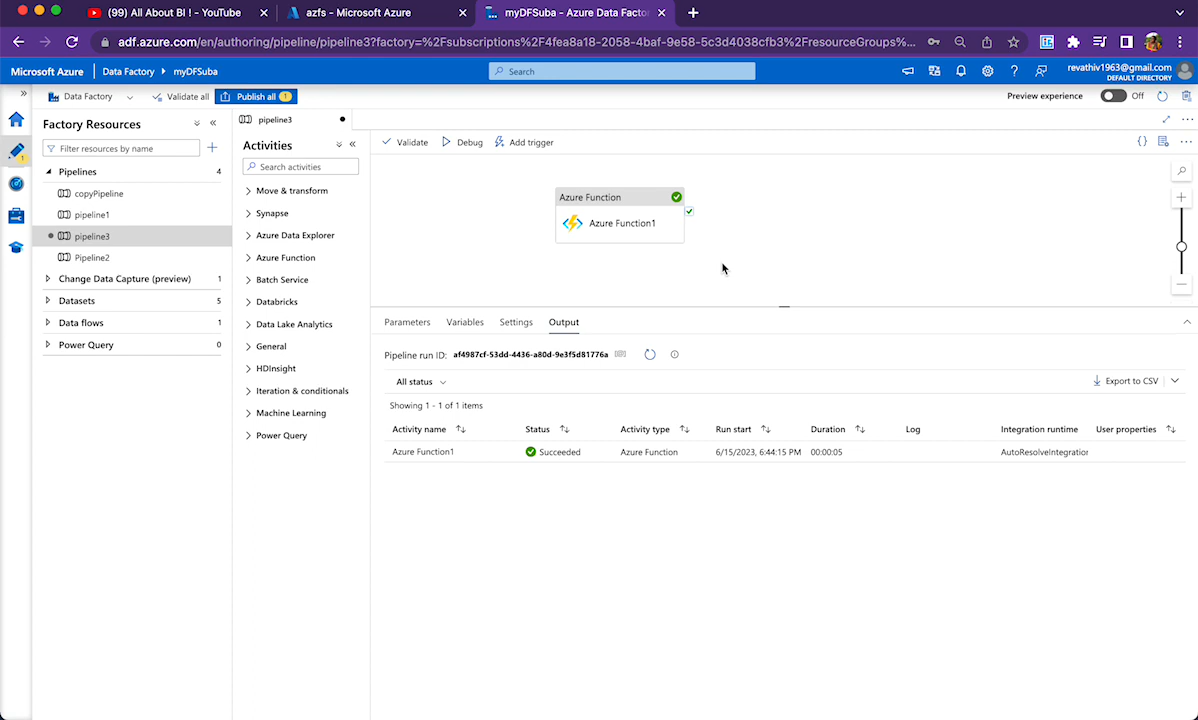 (99) All About BI ! - YouTube
azfs - Microsoft Azure
myDFSuba - Azure Data Facto
adf.azure.com/en/authoring/pipeline/pipeline3?factory=%2Fsubscriptions%2F4fea8a18-2058-4baf-9e58-5c3d4038cfb3%2FresourceGroups%...
Microsoft Azure
Data Factory
myDFSuba
Search
revathiv1963@gmail.com
DEFAULT DIRECTORY
Data Factory
Validate all
Publish all 1
Preview experience
Off
Factory Resources
Filter resources by name
Pipelines 4
copyPipeline
pipeline1
pipeline3
Pipeline2
Change Data Capture (preview) 1
Datasets 5
Data flows 1
Power Query 0
pipeline3
Activities
Search activities
Move & transform
Synapse
Azure Data Explorer
Azure Function
Batch Service
Databricks
Data Lake Analytics
General
HDInsight
Iteration & conditionals
Machine Learning
Power Query
Validate
Debug
Add trigger
Azure Function
Azure Function1
Parameters
Variables
Settings
Output
Pipeline run ID: af4987cf-53dd-4436-a80d-9e3f5d81776a
All status
Export to CSV
Showing 1 - 1 of 1 items
Activity name Status Activity type Run start Duration Log Integration runtime User properties
Azure Function1 Succeeded Azure Function 6/15/2023, 6:44:15 PM 00:00:05 AutoResolveIntegration